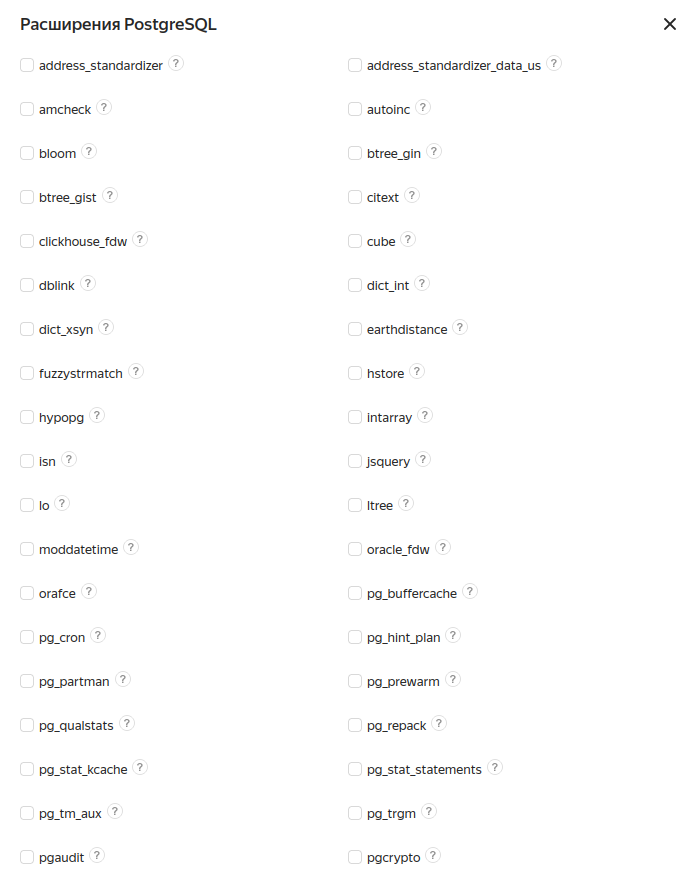 Расширения PostgreSQL
address_standardizer ? address_standardizer_data_us ?
amcheck ? autoinc ?
bloom ? btree_gin ?
btree_gist ? citext ?
clickhouse_fdw ? cube ?
dblink ? dict_int ?
dict_xsyn ? earthdistance ?
fuzzystrmatch ? hstore ?
hypopg ? intarray ?
isn ? jsquery ?
lo ? ltree ?
moddatetime ? oracle_fdw ?
orafce ? pg_buffercache ?
pg_cron ? pg_hint_plan ?
pg_partman ? pg_prewarm ?
pg_qualstats ? pg_repack ?
pg_stat_kcache ? pg_stat_statements ?
pg_tm_aux ? pg_trgm ?
pgaudit ? pgcrypto ?